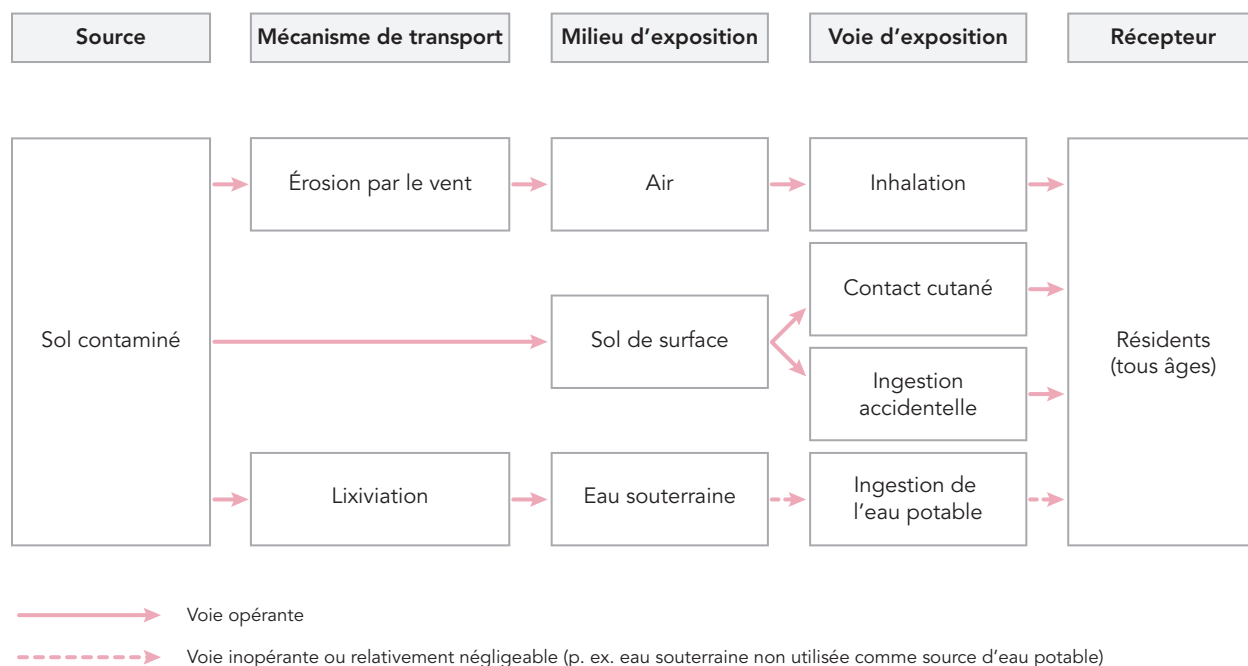 Source
Mécanisme de transport
Milieu d'exposition
Voie d'exposition
Récepteur
Érosion par le vent
Air
Inhalation
Contact cutané
Sol contaminé
Sol de surface
Résidents
(tous âges)
Ingestion
accidentelle
Lixiviation
Eau souterraine
Ingestion de
l'eau potable
Voie opérante
Voie inopérante ou relativement négligeable (p. ex. eau souterraine non utilisée comme source d'eau potable)